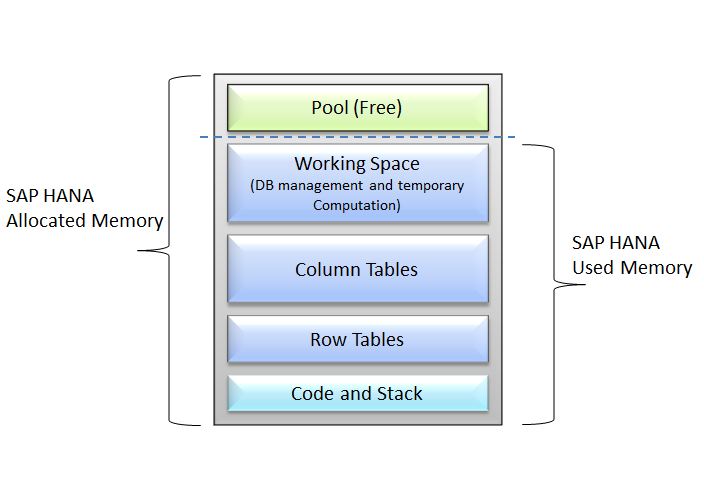 Pool (Free)
Working Space
(DB management and temporary
Computation)
SAP HANA
Allocated Memory
Column Tables
SAP HANA
Used Memory
Row Tables
Code and Stack